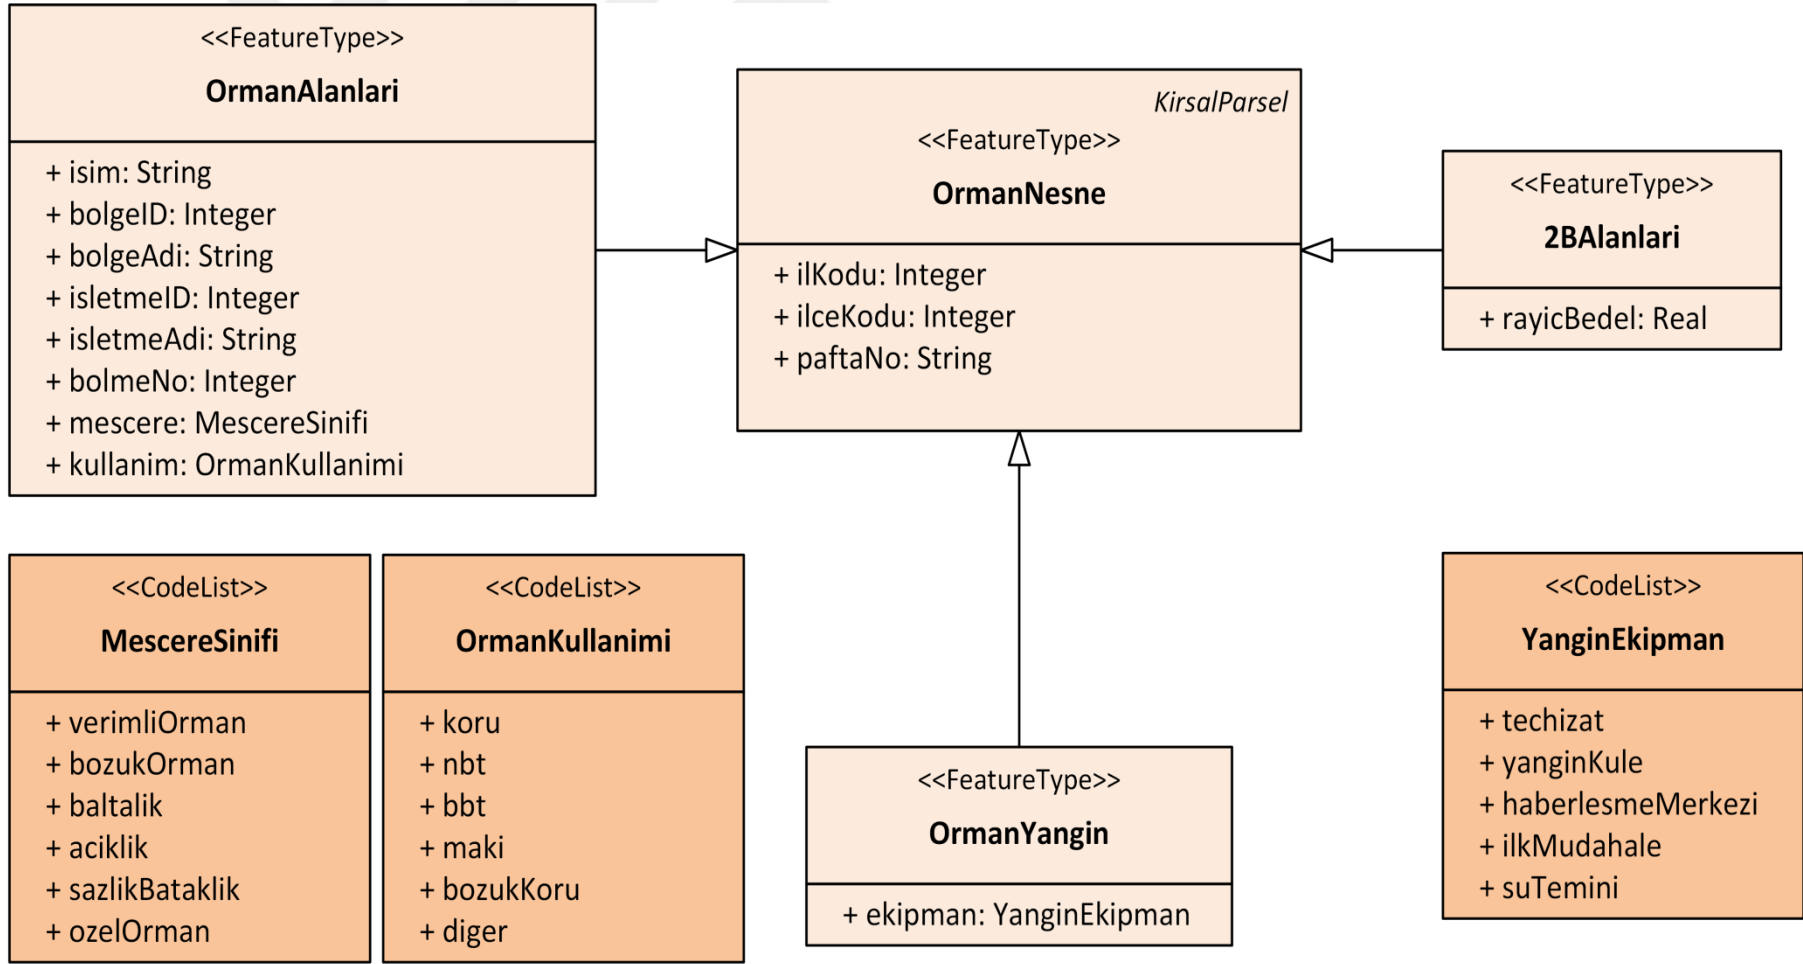 <<FeatureType>>
OrmanAlanlari
+ isim: String
+ bolgeID: Integer
+ bolgeAdi: String
+ isletmeID: Integer
+ isletmeAdi: String
+ bolmeNo: Integer
+ mescere: MescereSinifi
+ kullanim: OrmanKullanimi
KirsalParsel
<<FeatureType>>
OrmanNesne
+ ilKodu: Integer
+ ilceKodu: Integer
+ paftaNo: String
<<FeatureType>>
2BAlanlari
+ rayicBedel: Real
<<CodeList>>
MescereSinifi
+ verimliOrman
+ bozukOrman
+ baltalik
+ aciklik
+ sazlikBataklik
+ ozelOrman
<<CodeList>>
OrmanKullanimi
+ koru
+ nbt
+ bbt
+ maki
+ bozukKoru
+ diger
<<FeatureType>>
OrmanYangin
+ ekipman: YanginEkipman
<<CodeList>>
YanginEkipman
+ techizat
+ yanginKule
+ haberlesmeMerkezi
+ ilkMudahale
+ suTemini